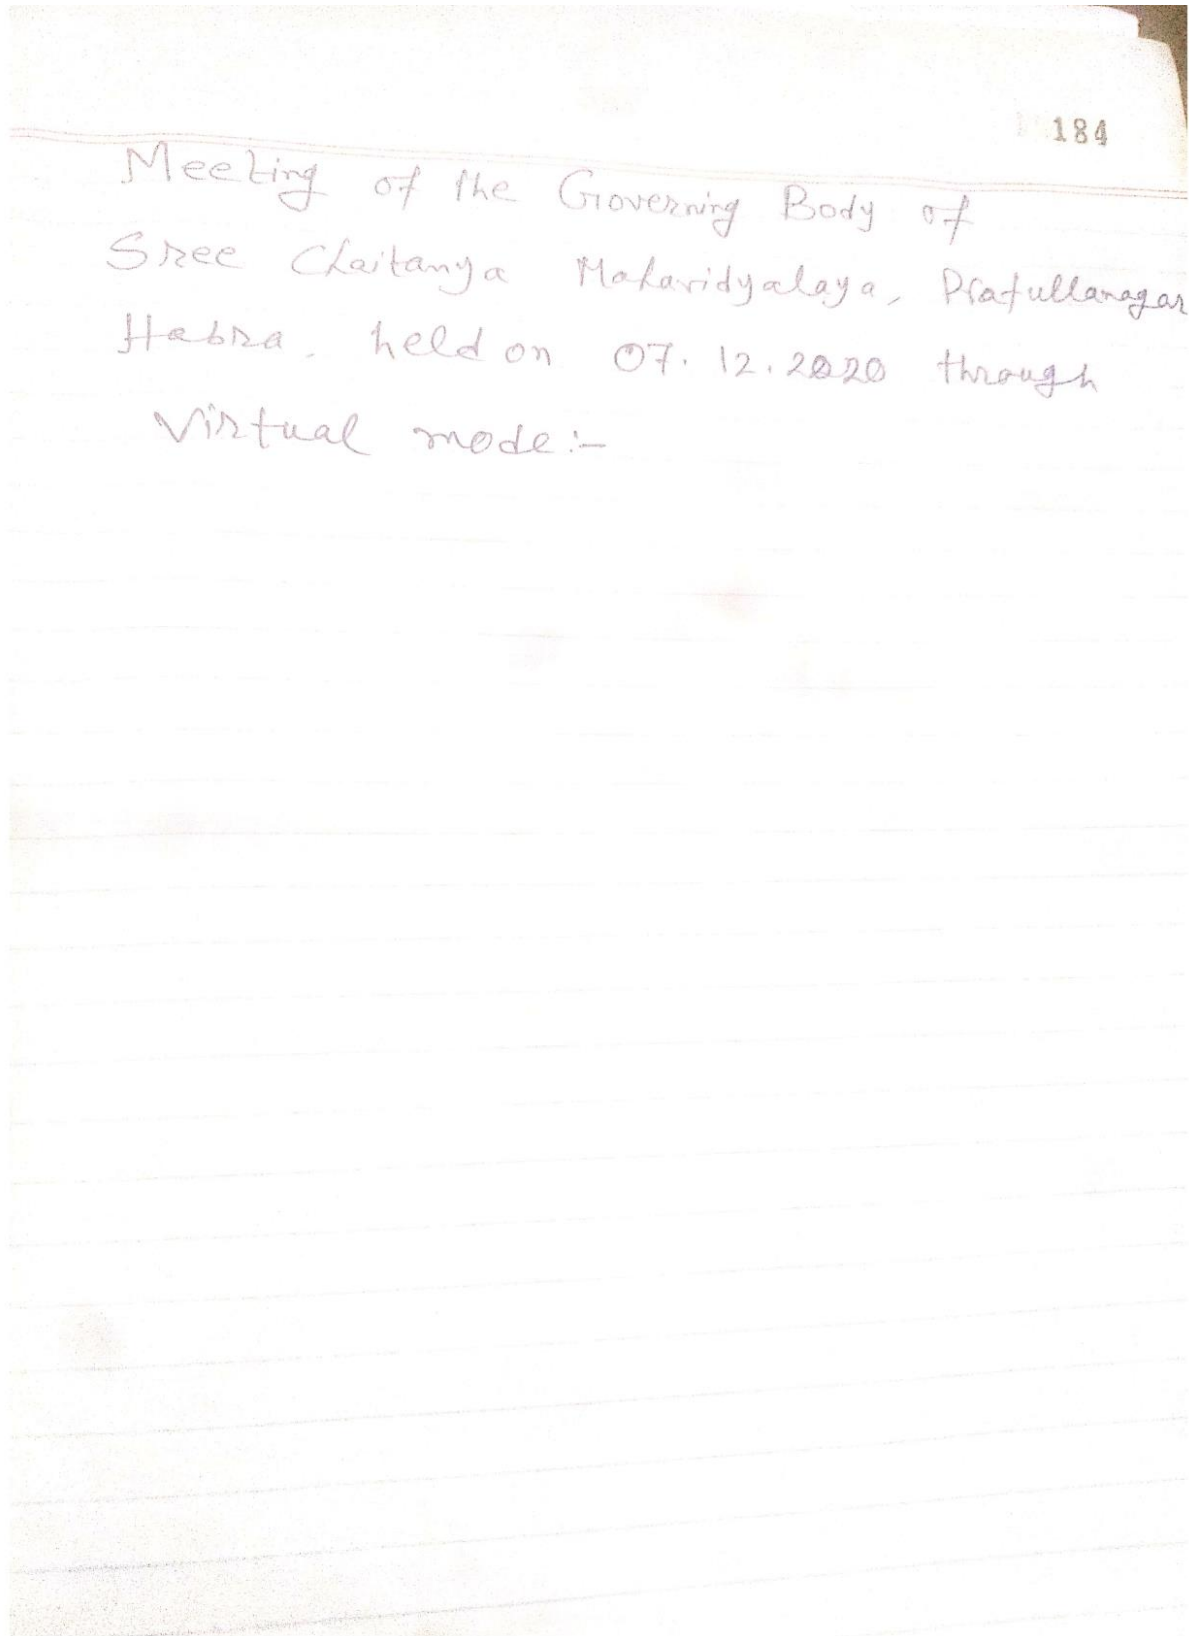 184
Meeting of the Governing Body of
Sree Chaitanya Mahavidyalaya, Prafullanagar
Habra, held on 07.12.2020 through
Virtual mode:-